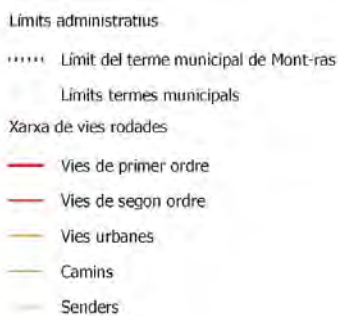 Límits administratius
Límit del terme municipal de Mont-ras
Límits termes municipals
Xarxa de vies rodades
Vies de primer ordre
Vies de segon ordre
Vies urbanes
Camins
Senders